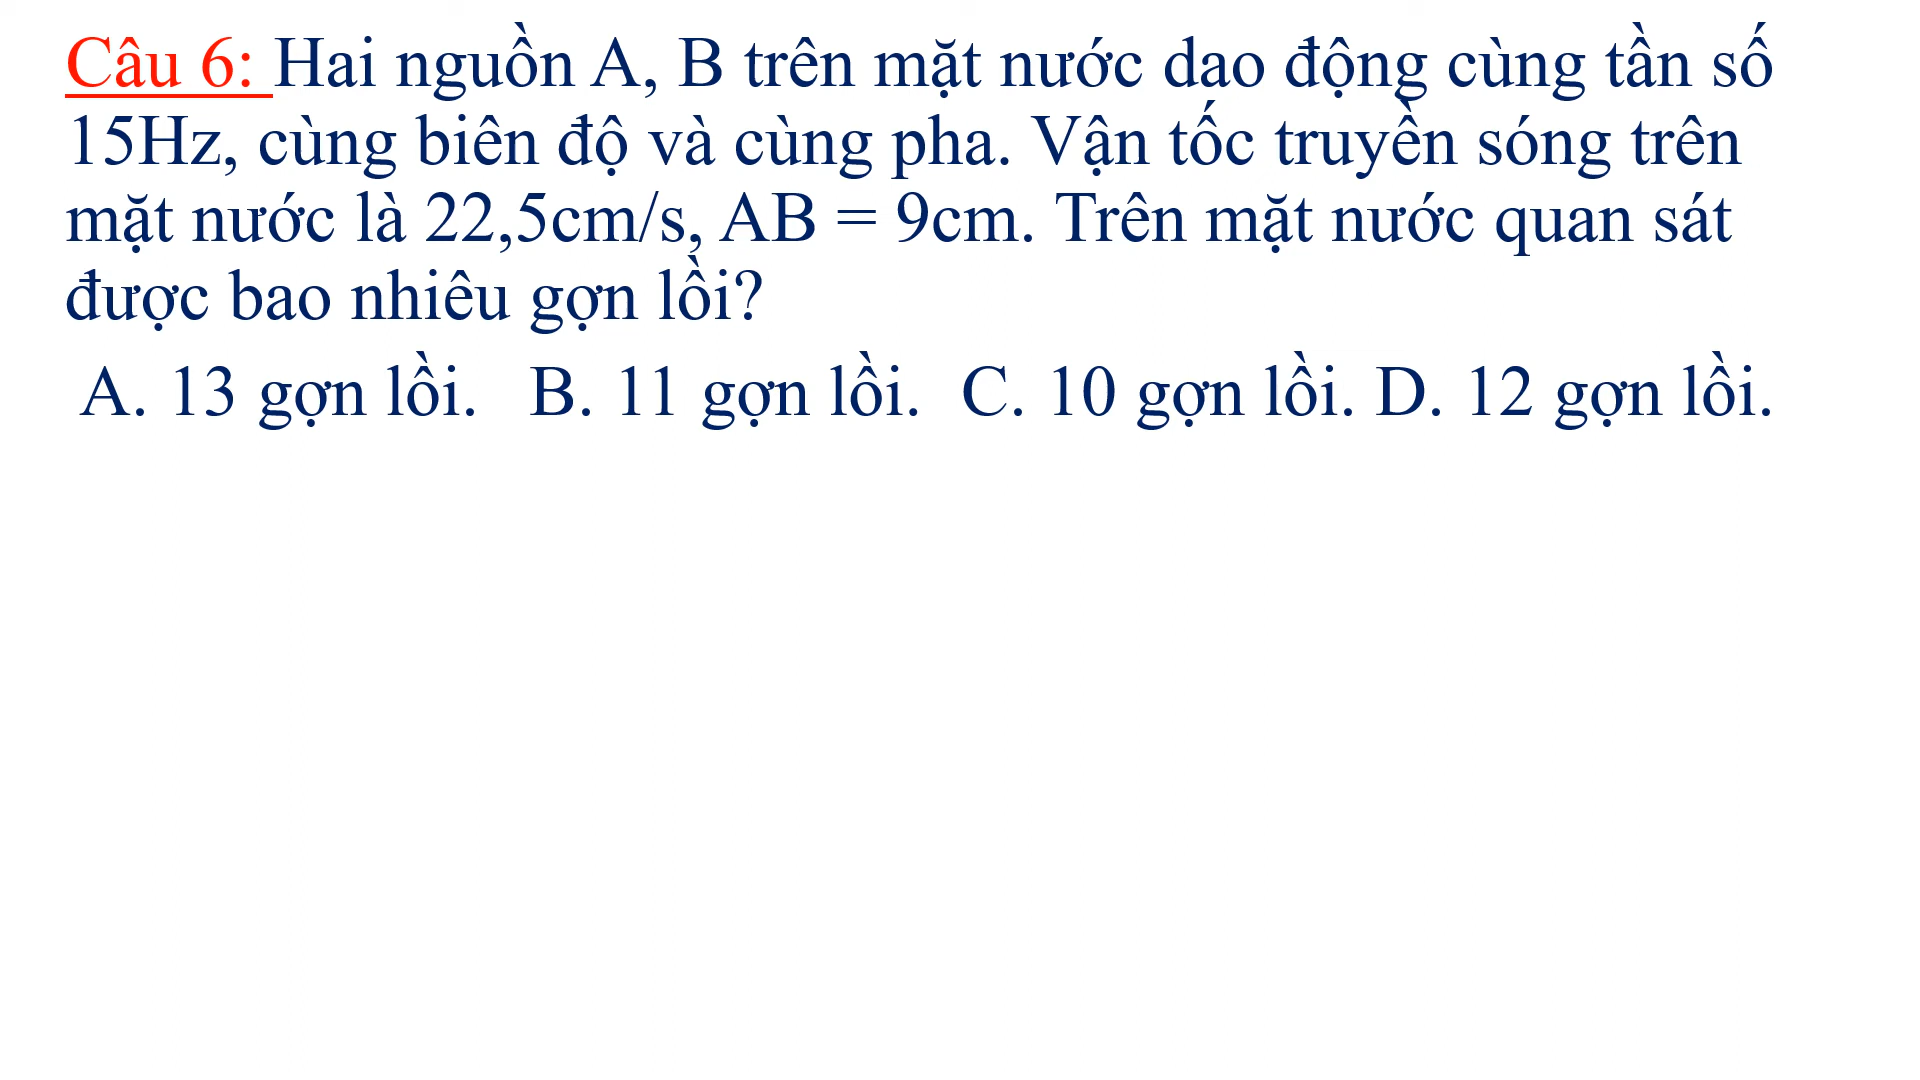 Câu 6: Hai nguồn A, B trên mặt nước dao động cùng tần số
15Hz, cùng biên độ và cùng pha. Vận tốc truyền sóng trên
mặt nước là 22,5cm/s, AB = 9cm. Trên mặt nước quan sát
được bao nhiêu gợn lồi?
A. 13 gợn lồi. B. 11 gợn lồi. C. 10 gợn lồi. D. 12 gợn lồi.